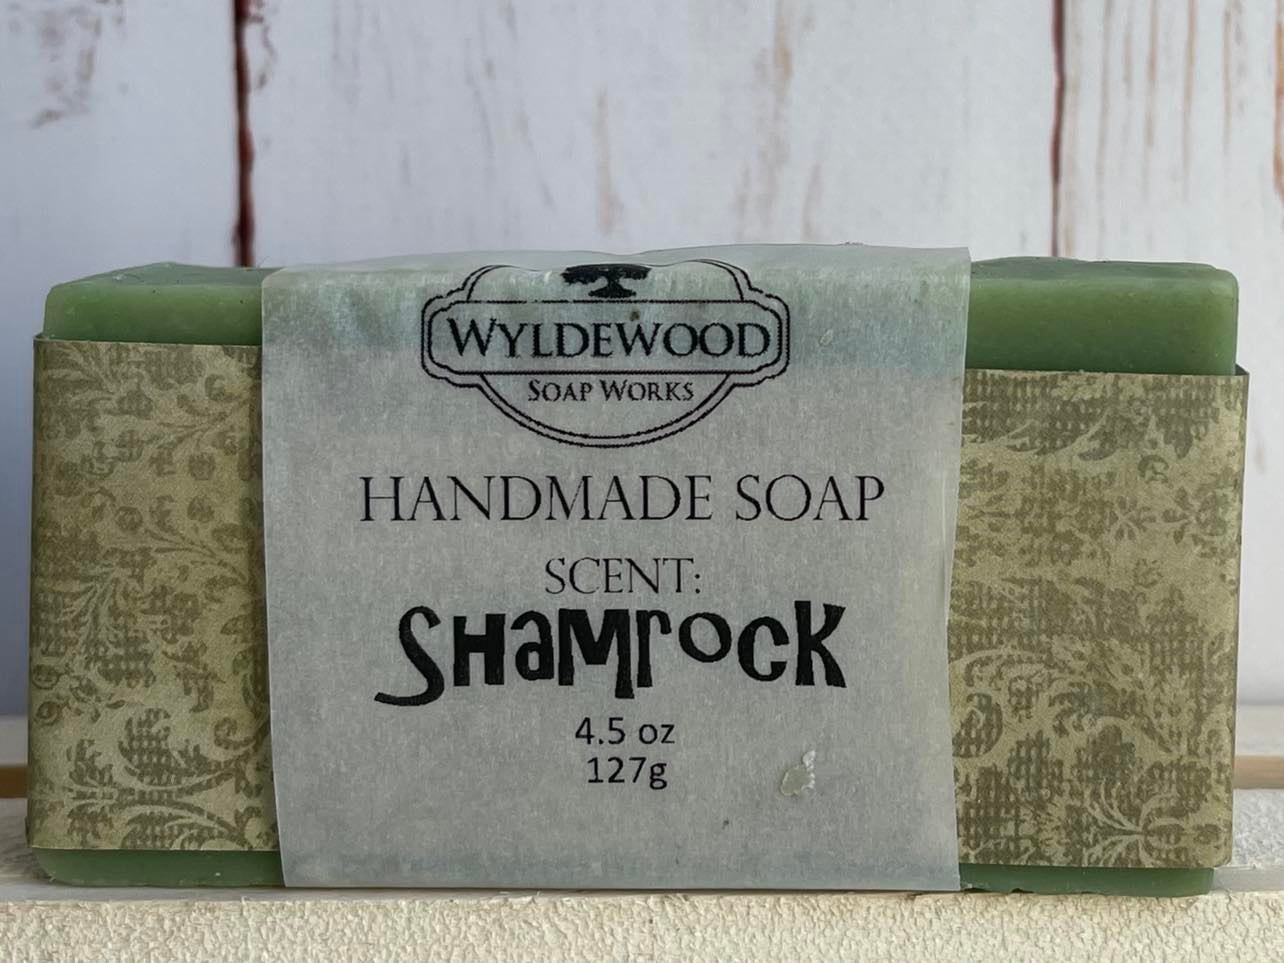 WYLDEWOOD
SOAP WORKS
HANDMADE SOAP
SCENT:
SHaMrocK
4.5 oz
127g